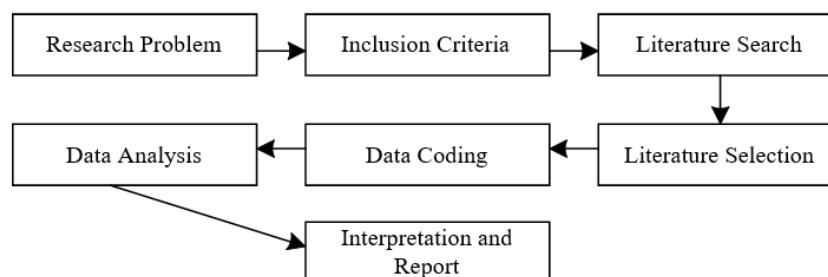 Research Problem
Inclusion Criteria
Literature Search
Data Analysis
Data Coding
Literature Selection
Interpretation and
Report